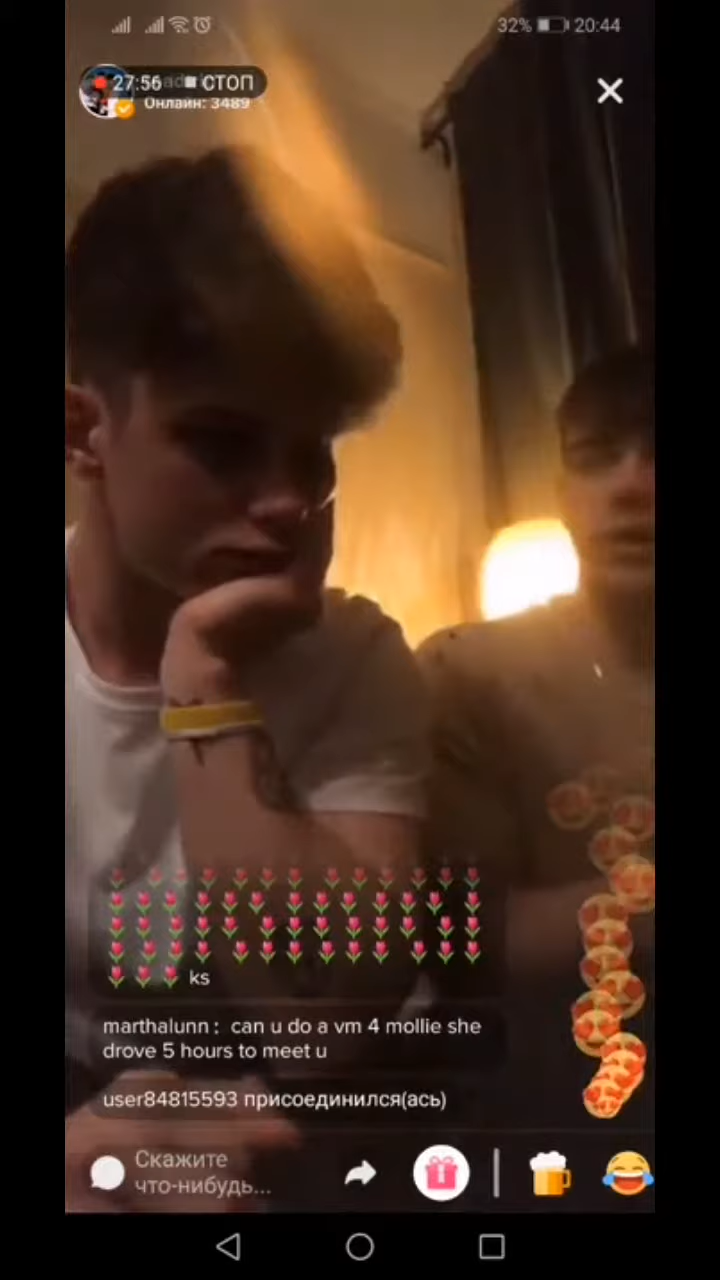 32% 20:44
27:56 СТОП
Онлайн: 3489
ks
marthalunn : can u do a vm 4 mollie she
drove 5 hours to meet u
user84815593 присоединился(ась)
Скажите
что-нибудь...